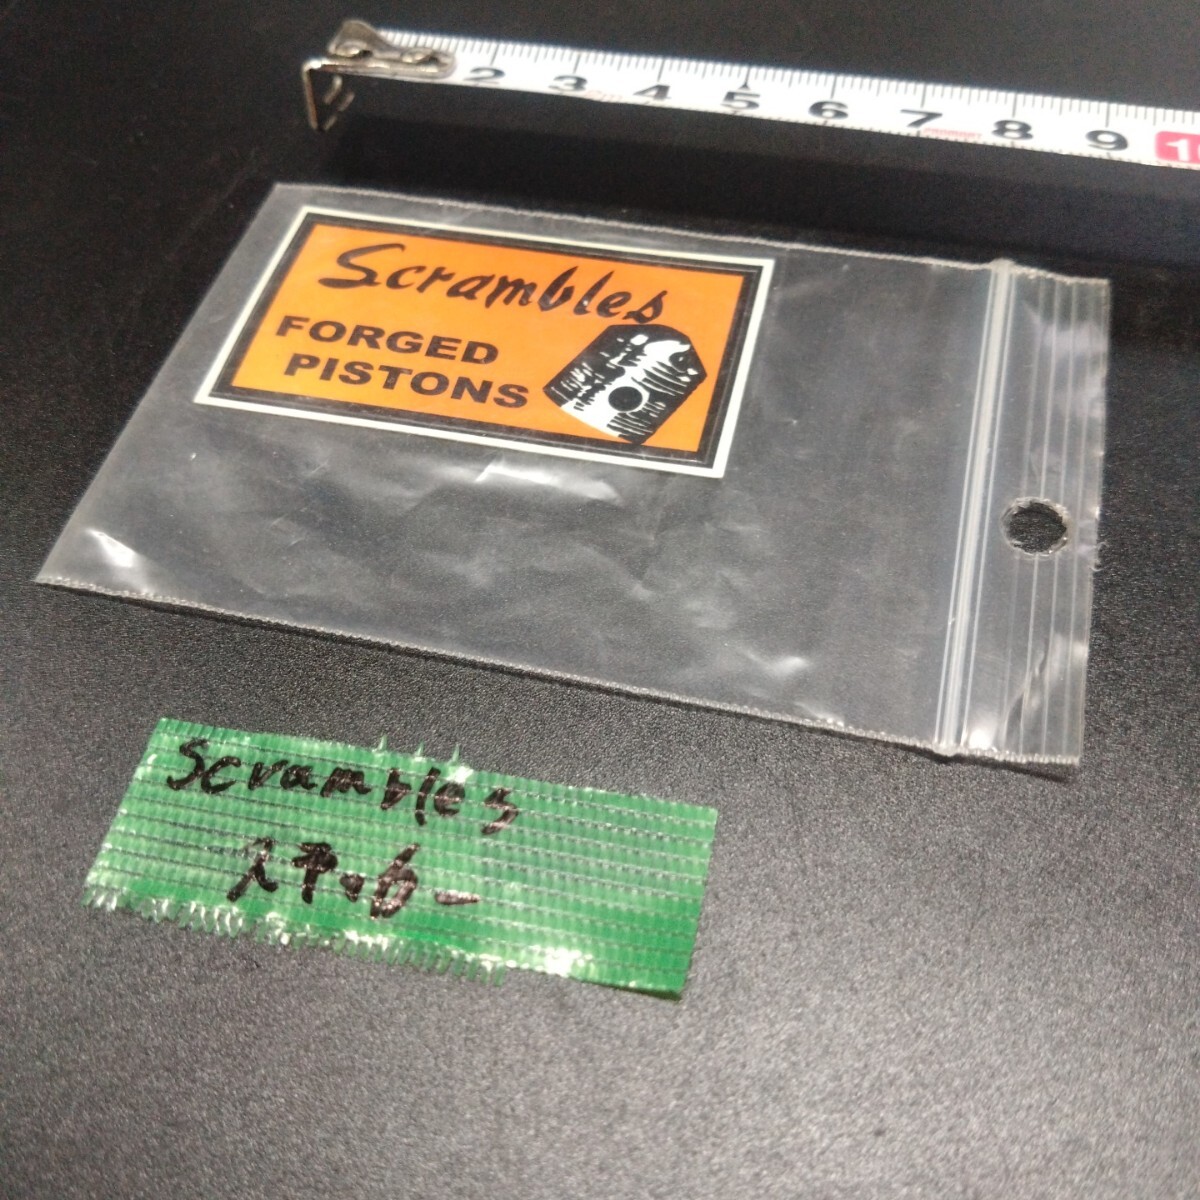 2 3 4 5 6 7 8 9 10
Scrambles
FORGED
PISTONS
Scrambles
ステッカー